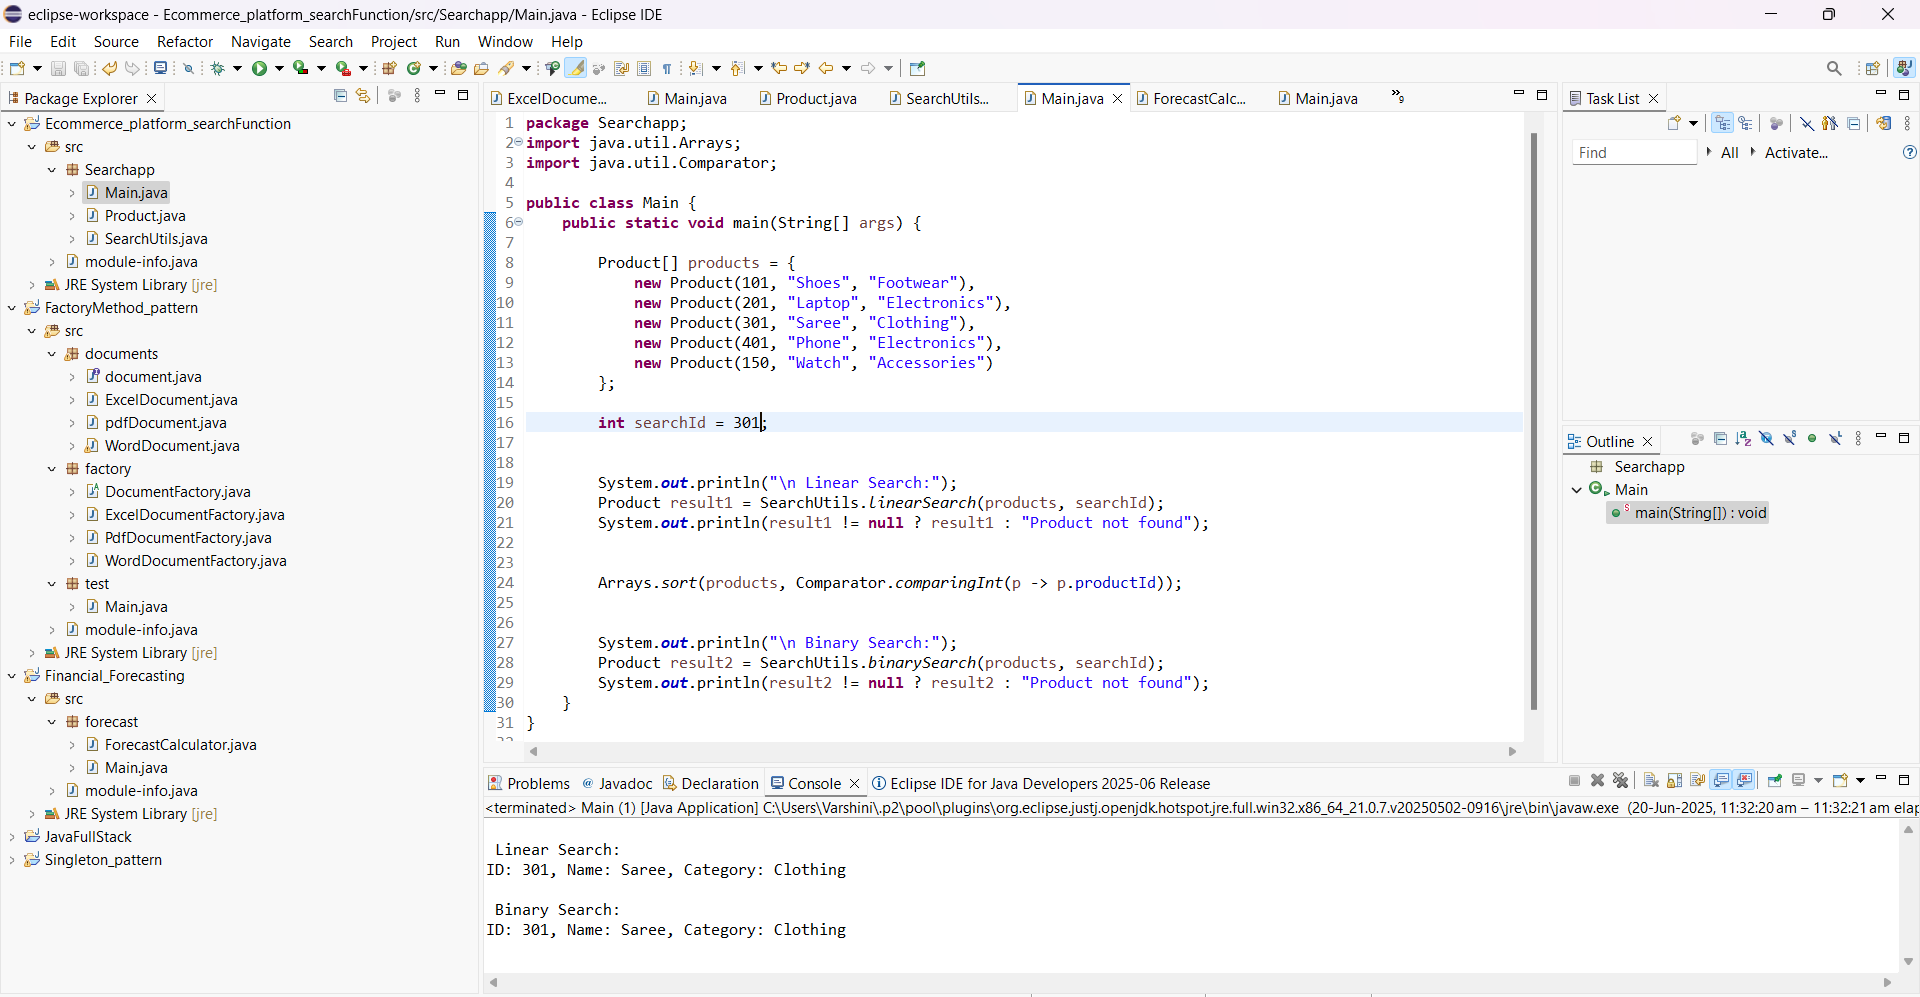 eclipse-workspace - Ecommerce_platform_searchFunction/src/Searchapp/Main.java - Eclipse IDE
File Edit Source Refactor Navigate Search Project Run Window Help
Package Explorer
Ecommerce_platform_searchFunction
src
Searchapp
Main.java
Product.java
SearchUtils.java
module-info.java
JRE System Library [jre]
FactoryMethod_pattern
src
documents
document.java
ExcelDocument.java
pdfDocument.java
WordDocument.java
factory
DocumentFactory.java
ExcelDocumentFactory.java
PdfDocumentFactory.java
WordDocumentFactory.java
test
Main.java
module-info.java
JRE System Library [jre]
Financial_Forecasting
src
forecast
ForecastCalculator.java
Main.java
module-info.java
JRE System Library [jre]
JavaFullStack
Singleton_pattern
ExcelDocume... Main.java Product.java SearchUtils... Main.java ForecastCalc... Main.java »9
1 package Searchapp;
2 import java.util.Arrays;
3 import java.util.Comparator;
4
5 public class Main {
6 public static void main(String[] args) {
7
8 Product[] products = {
9 new Product(101, "Shoes", "Footwear"),
10 new Product(201, "Laptop", "Electronics"),
11 new Product(301, "Saree", "Clothing"),
12 new Product(401, "Phone", "Electronics"),
13 new Product(150, "Watch", "Accessories")
14 };
15
16 int searchId = 301;
17
18
19 System.out.println("\n Linear Search:");
20 Product result1 = SearchUtils.linearSearch(products, searchId);
21 System.out.println(result1 != null ? result1 : "Product not found");
22
23
24 Arrays.sort(products, Comparator.comparingInt(p -> p.productId));
25
26
27 System.out.println("\n Binary Search:");
28 Product result2 = SearchUtils.binarySearch(products, searchId);
29 System.out.println(result2 != null ? result2 : "Product not found");
30 }
31 }
Task List
Find All Activate...
Outline
Searchapp
Main
main(String[]) : void
Problems Javadoc Declaration Console Eclipse IDE for Java Developers 2025-06 Release
<terminated> Main (1) [Java Application] C:\Users\Varshini\.p2\pool\plugins\org.eclipse.justj.openjdk.hotspot.jre.full.win32.x86_64_21.0.7.v20250502-0916\jre\bin\javaw.exe (20-Jun-2025, 11:32:20 am – 11:32:21 am elap
Linear Search:
ID: 301, Name: Saree, Category: Clothing
Binary Search:
ID: 301, Name: Saree, Category: Clothing